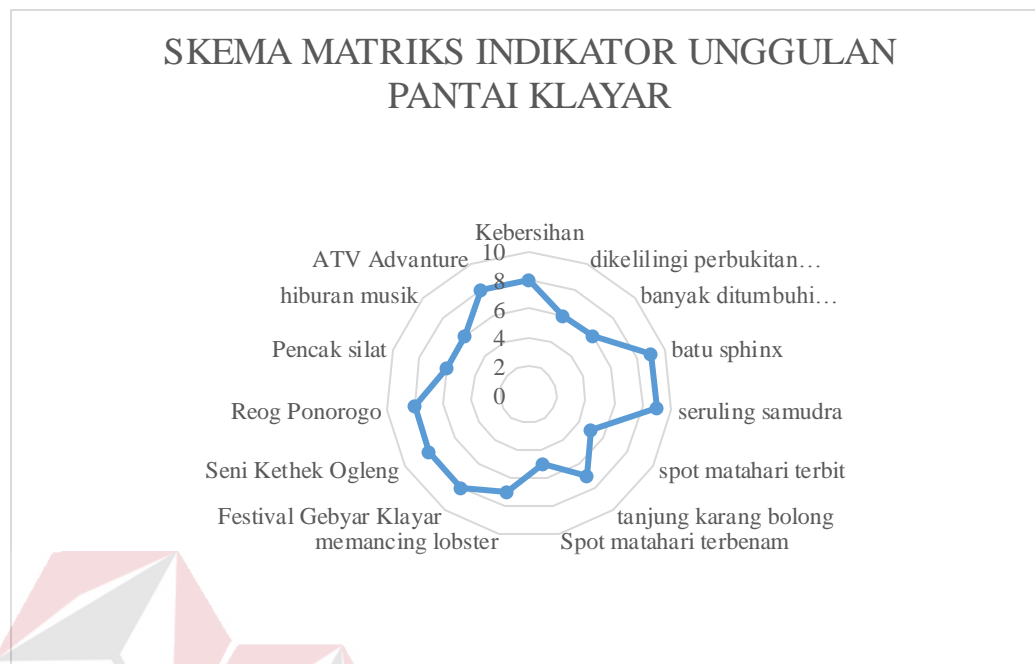 SKEMA MATRIKS INDIKATOR UNGGULAN
PANTAI KLAYAR
Kebersihan
dikelilingi perbukitan…
banyak ditumbuhi…
batu sphinx
seruling samudra
spot matahari terbit
tanjung karang bolong
Spot matahari terbenam
memancing lobster
Festival Gebyar Klayar
Seni Kethek Ogleng
Reog Ponorogo
Pencak silat
hiburan musik
ATV Advanture
10
8
6
4
2
0